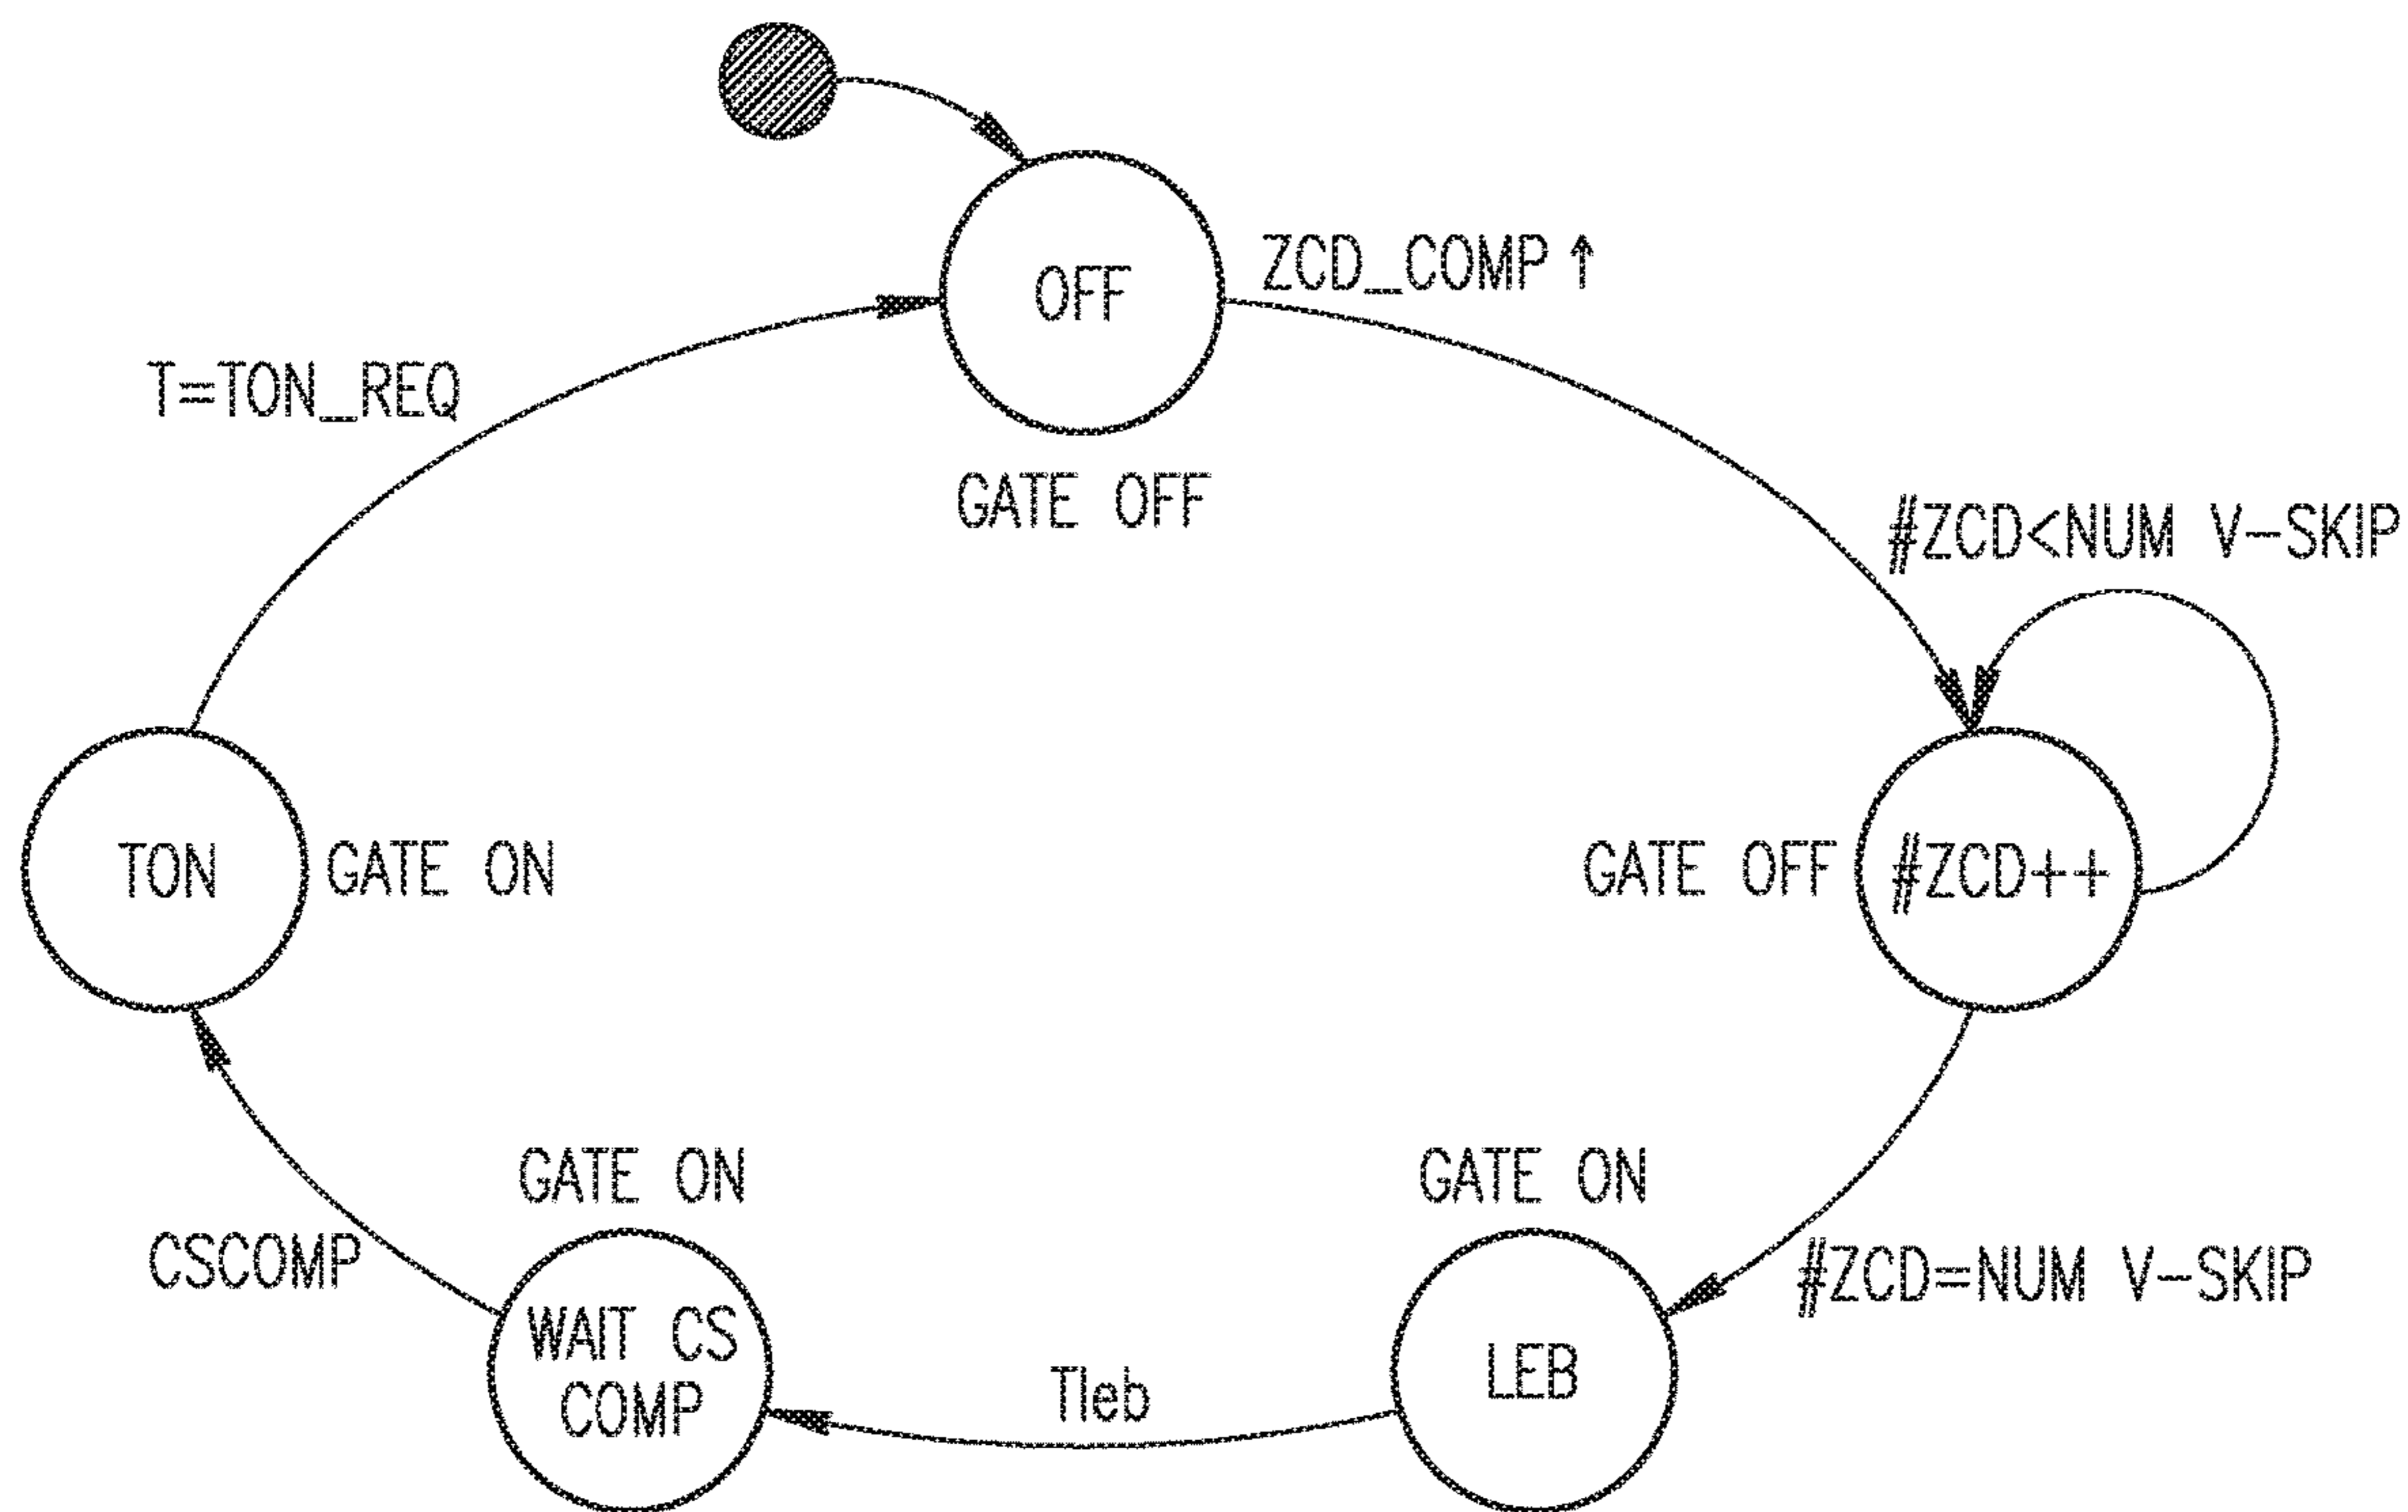 OFF
ZCD_COMP ↑
T=TON_REQ
GATE OFF
#ZCD<NUM V-SKIP
TON
GATE ON
GATE OFF
#ZCD++
GATE ON
GATE ON
CSCOMP
#ZCD=NUM V-SKIP
WAIT CS
COMP
Tleb
LEB